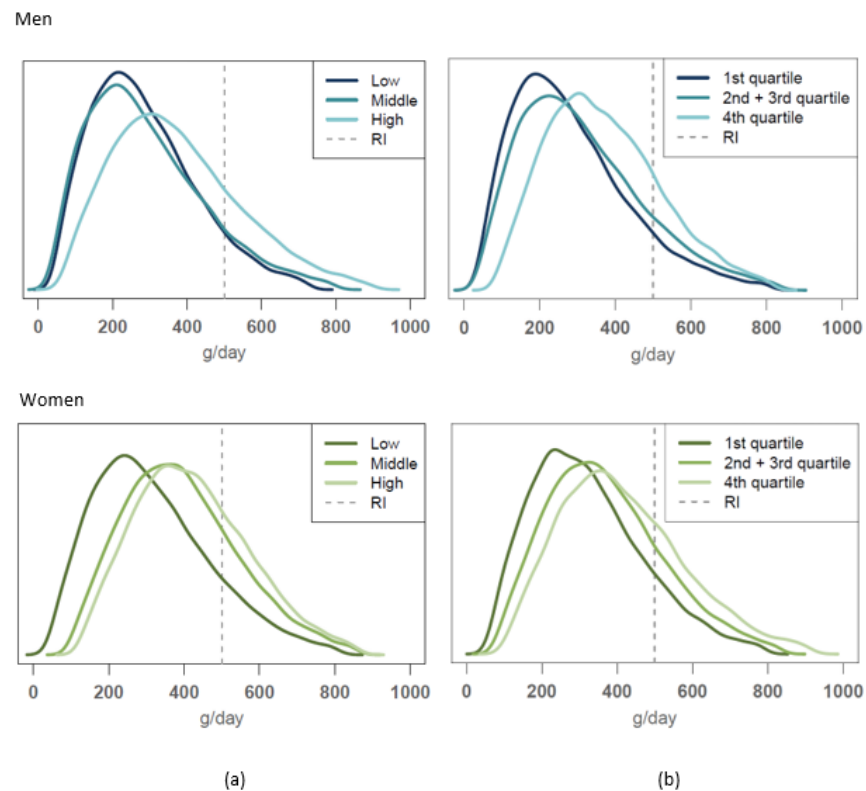 Men
Low
Middle
High
RI
0 200 400 600 800 1000
g/day
1st quartile
2nd + 3rd quartile
4th quartile
RI
0 200 400 600 800 1000
g/day
Women
Low
Middle
High
RI
0 200 400 600 800 1000
g/day
1st quartile
2nd + 3rd quartile
4th quartile
RI
0 200 400 600 800 1000
g/day
(a)
(b)